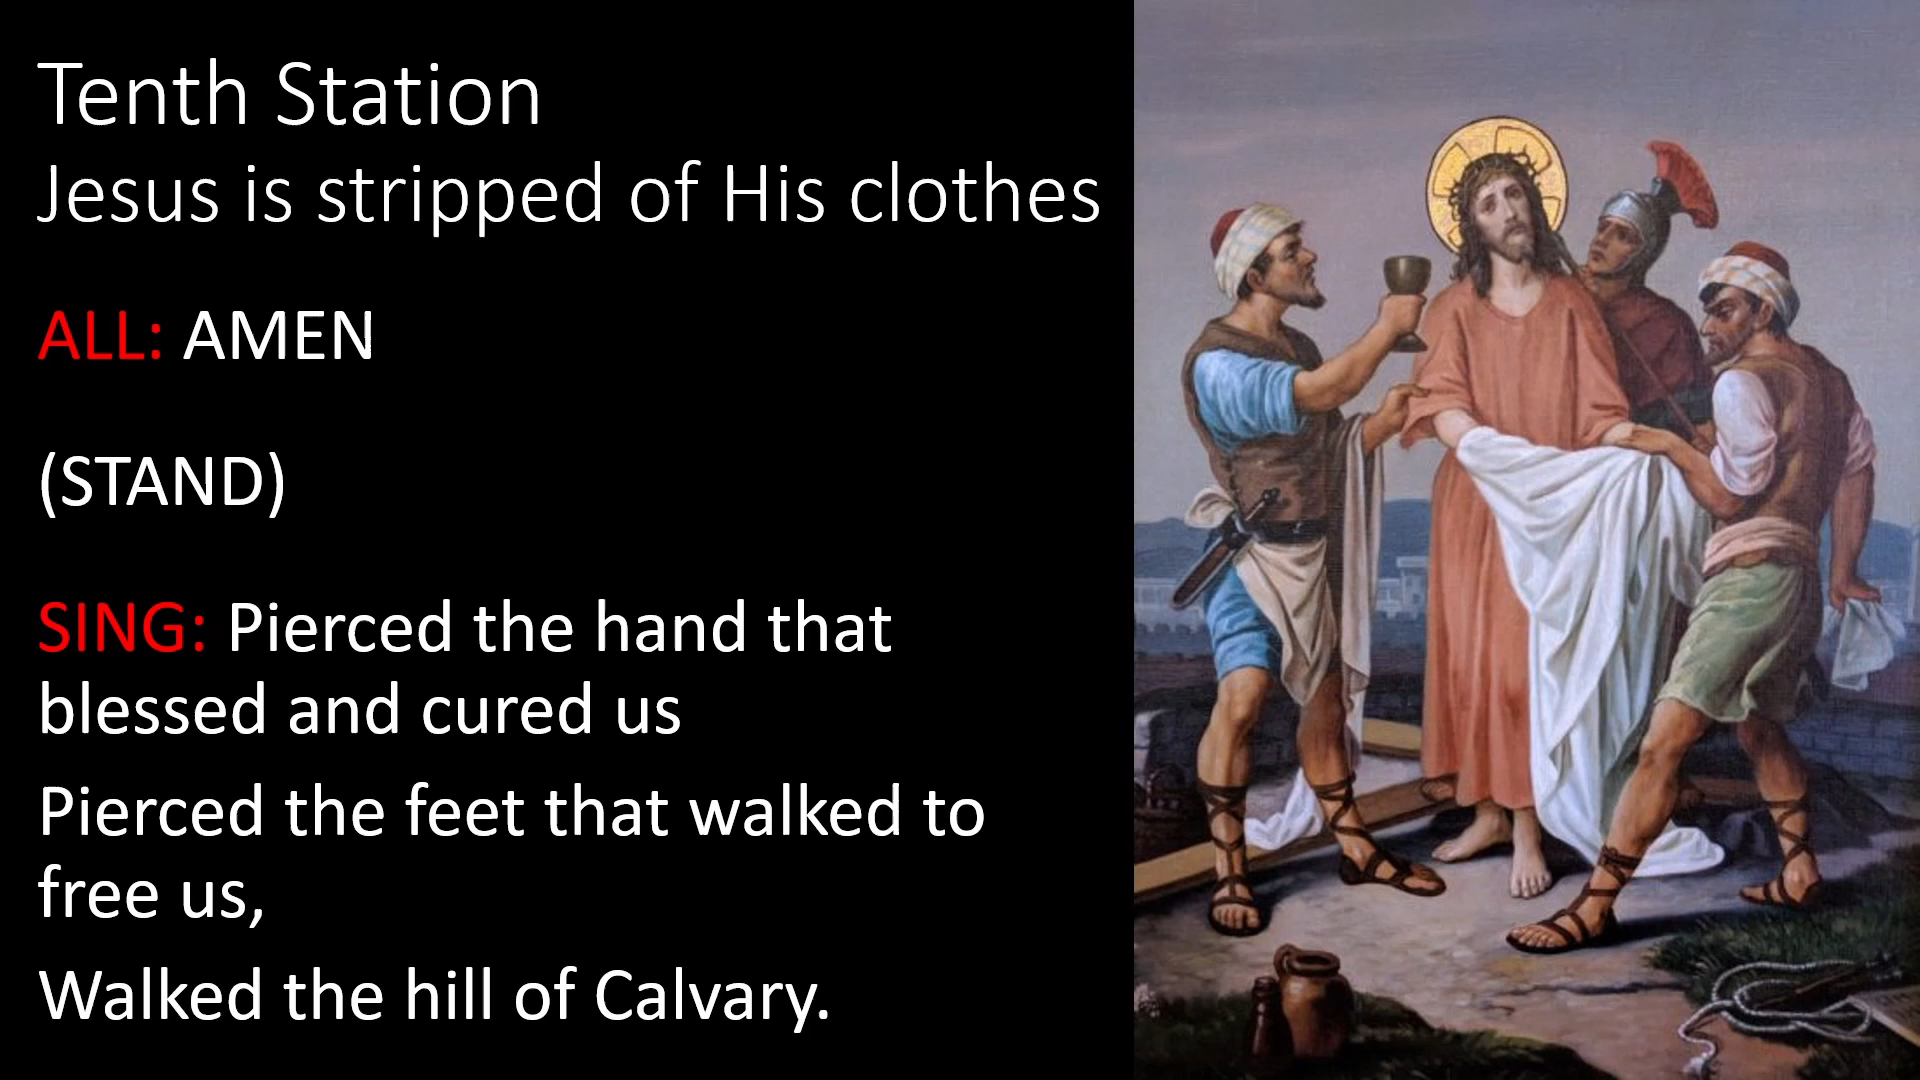 Tenth Station
Jesus is stripped of His clothes
ALL: AMEN
(STAND)
SING: Pierced the hand that
blessed and cured us
Pierced the feet that walked to
free us,
Walked the hill of Calvary.